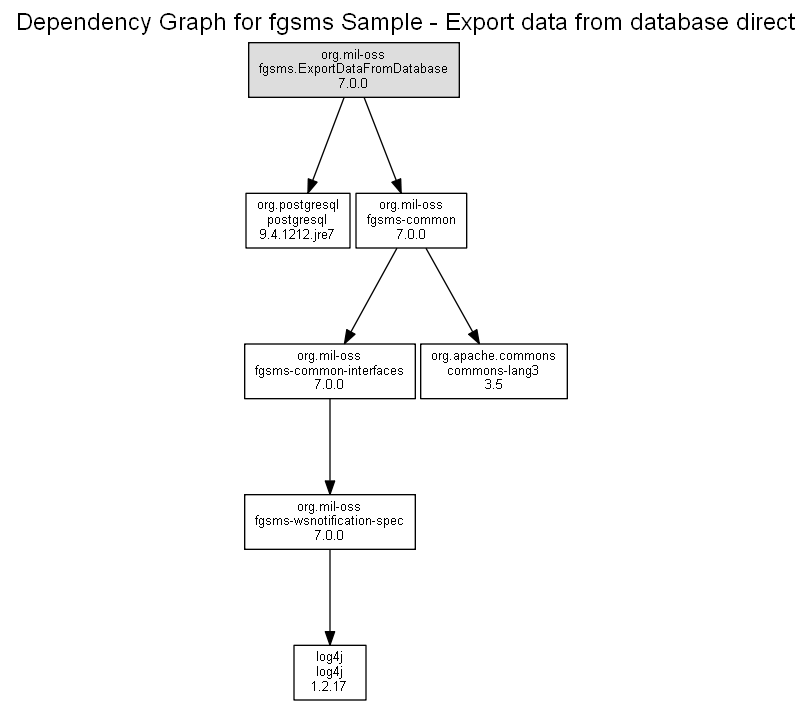 Dependency Graph for fgsms Sample - Export data from database direct
org.mil-oss
fgsms.ExportDataFromDatabase
7.0.0
org.postgresql
postgresql
9.4.1212.jre7
org.mil-oss
fgsms-common
7.0.0
org.mil-oss
fgsms-common-interfaces
7.0.0
org.apache.commons
commons-lang3
3.5
org.mil-oss
fgsms-wsnotification-spec
7.0.0
log4j
log4j
1.2.17